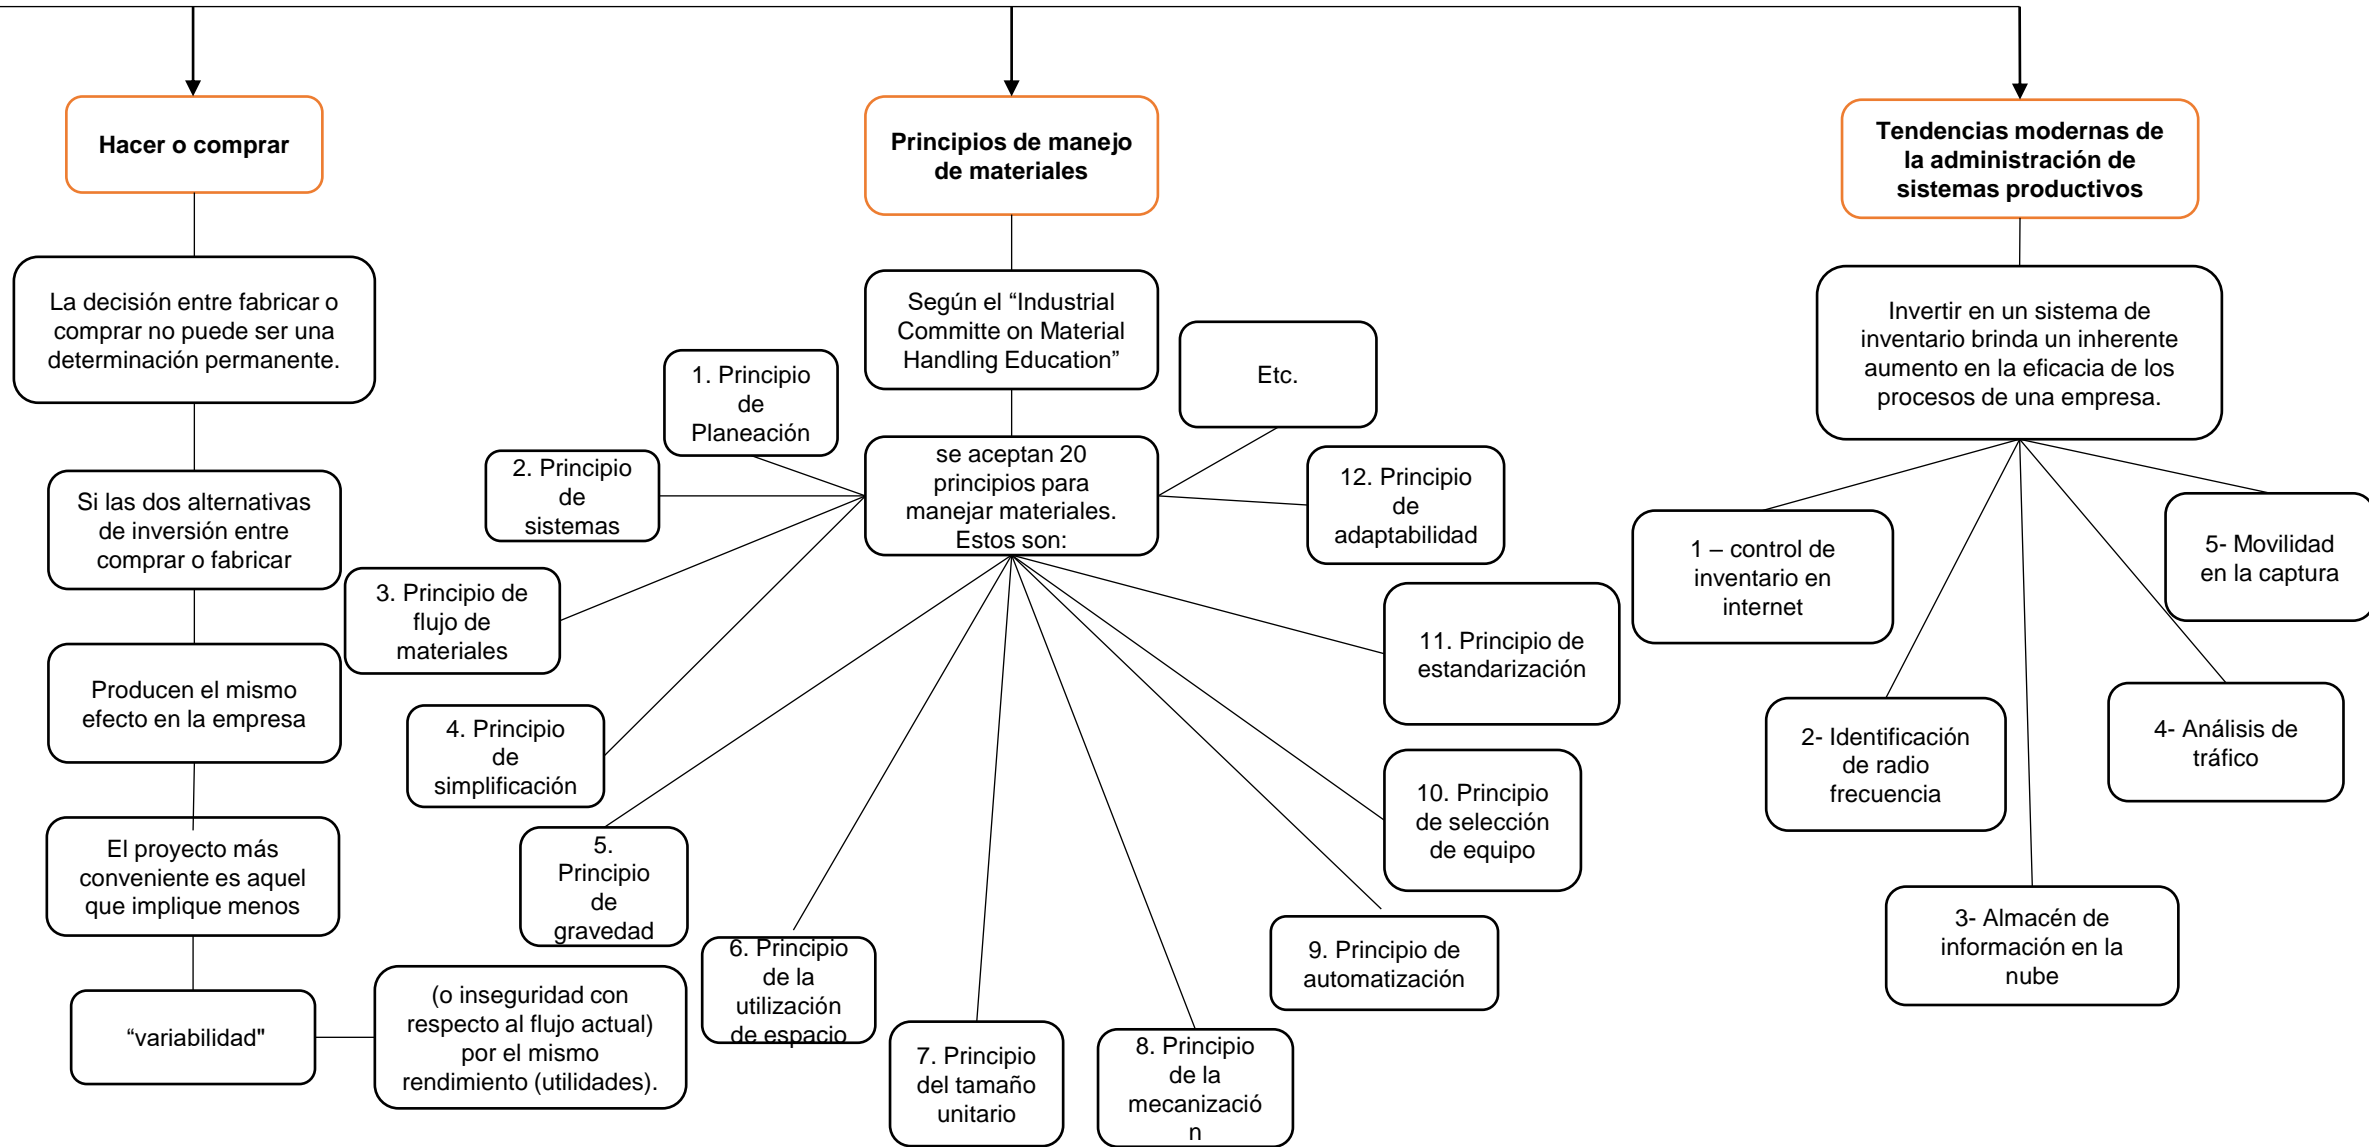 Hacer o comprar
La decisión entre fabricar o
comprar no puede ser una
determinación permanente.
Si las dos alternativas
de inversión entre
comprar o fabricar
Producen el mismo
efecto en la empresa
El proyecto más
conveniente es aquel
que implique menos
“variabilidad"
(o inseguridad con
respecto al flujo actual)
por el mismo
rendimiento (utilidades).
Principios de manejo
de materiales
Según el “Industrial
Committe on Material
Handling Education”
se aceptan 20
principios para
manejar materiales.
Estos son:
1. Principio
de
Planeación
2. Principio
de
sistemas
3. Principio de
flujo de
materiales
4. Principio
de
simplificación
5.
Principio
de
gravedad
6. Principio
de la
utilización
de espacio
7. Principio
del tamaño
unitario
8. Principio
de la
mecanizació
n
9. Principio de
automatización
10. Principio
de selección
de equipo
11. Principio de
estandarización
12. Principio
de
adaptabilidad
Etc.
Tendencias modernas de
la administración de
sistemas productivos
Invertir en un sistema de
inventario brinda un inherente
aumento en la eficacia de los
procesos de una empresa.
1 – control de
inventario en
internet
2- Identificación
de radio
frecuencia
3- Almacén de
información en la
nube
4- Análisis de
tráfico
5- Movilidad
en la captura